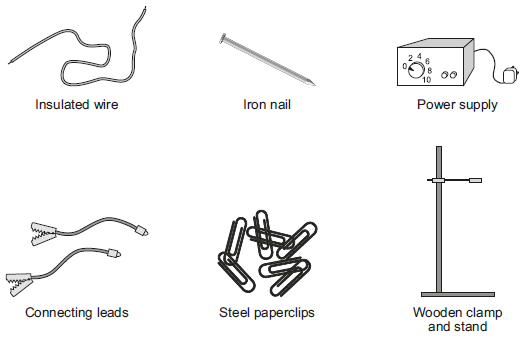 Insulated wire
Iron nail
0 2 4 6 8 10
Power supply
Connecting leads
Steel paperclips
Wooden clamp
and stand